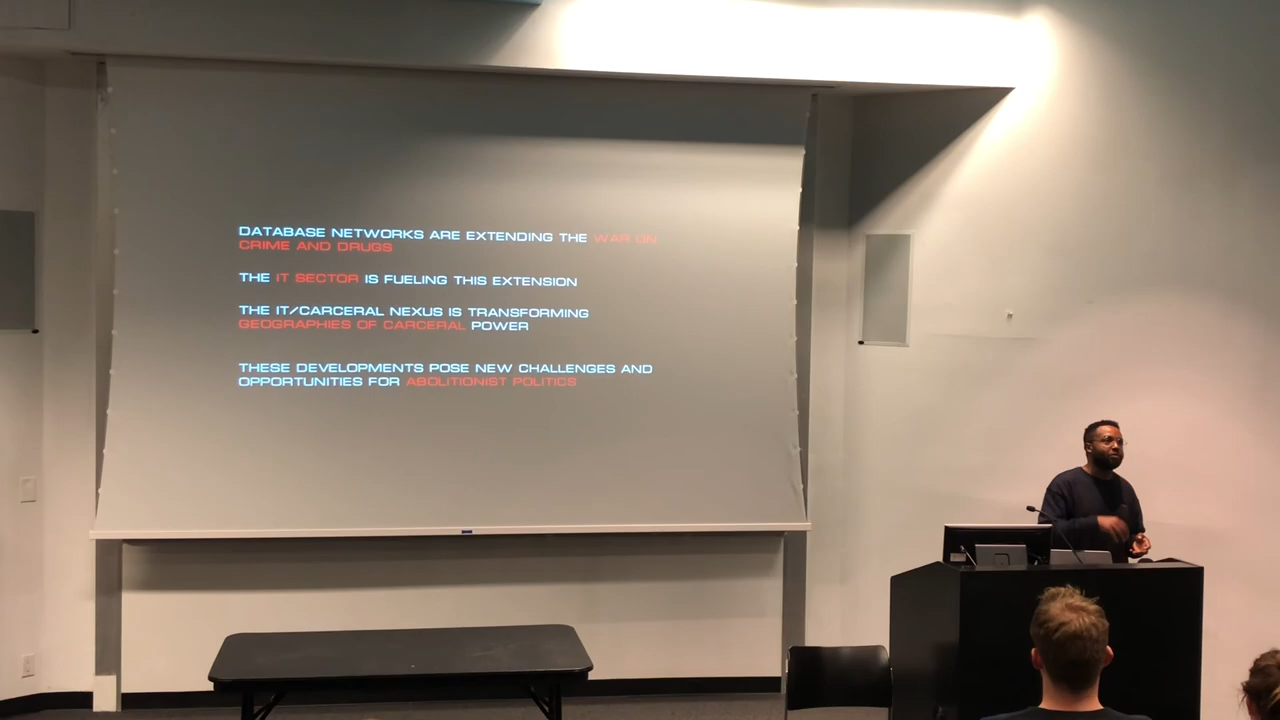 DATABASE NETWORKS ARE EXTENDING THE WAR ON
CRIME AND DRUGS
THE IT SECTOR IS FUELING THIS EXTENSION
THE IT/CARCERAL NEXUS IS TRANSFORMING
GEOGRAPHIES OF CARCERAL POWER
THESE DEVELOPMENTS POSE NEW CHALLENGES AND
OPPORTUNITIES FOR ABOLITIONIST POLITICS